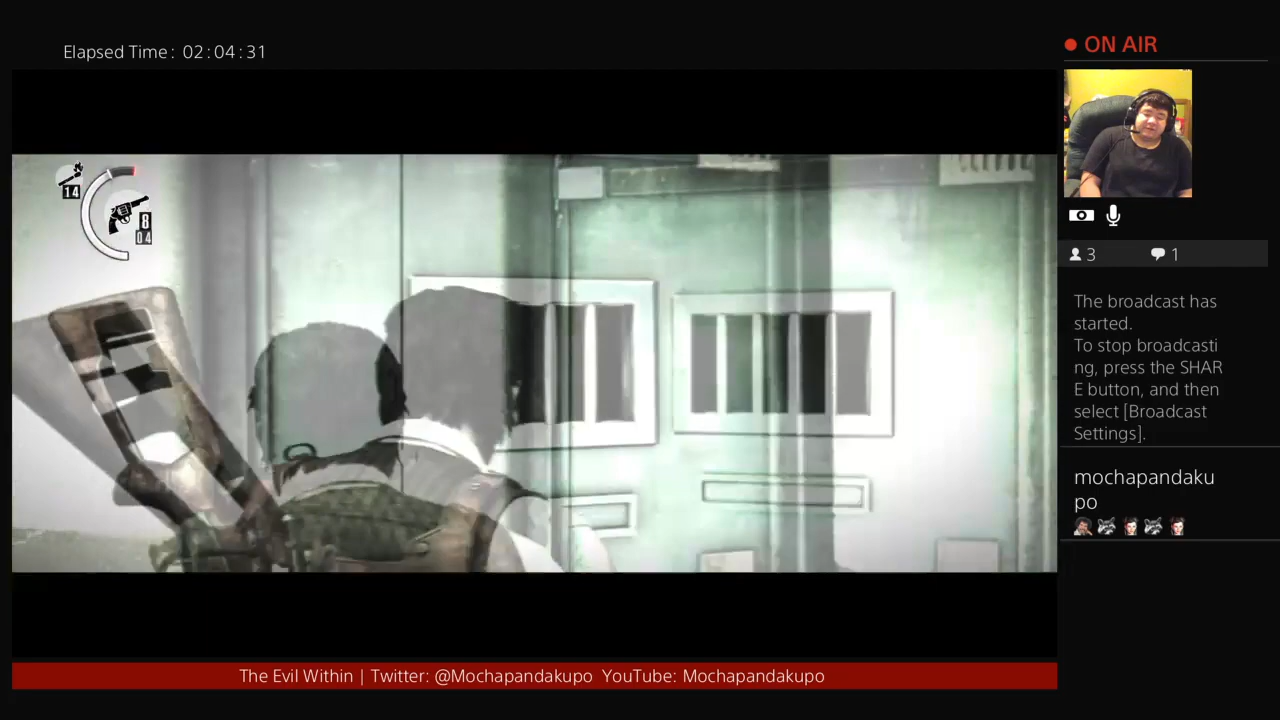 Elapsed Time: 02:04:31
ON AIR
14
8
04
3
1
The broadcast has
started.
To stop broadcasti
ng, press the SHAR
E button, and then
select [Broadcast
Settings].
mochapandaku
po
The Evil Within | Twitter: @Mochapandakupo YouTube: Mochapandakupo